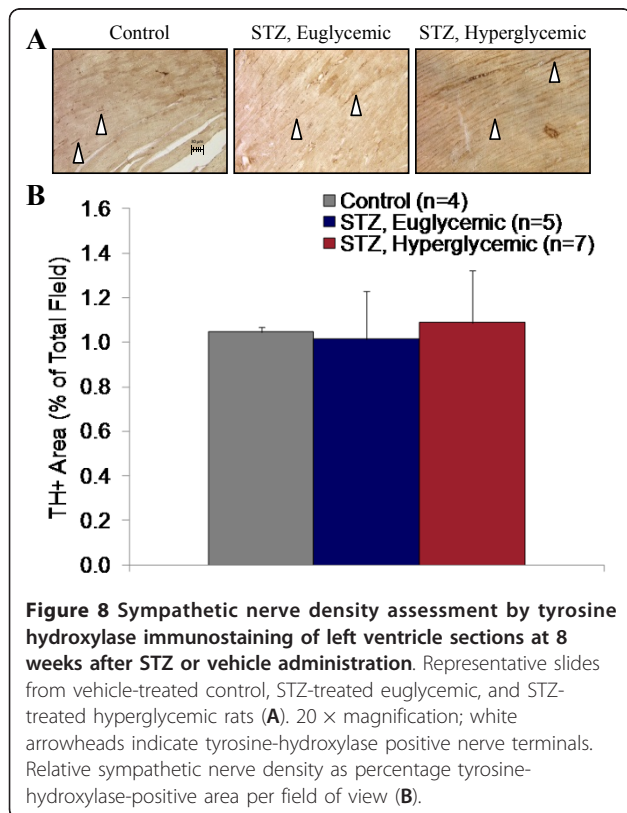 A
Control
STZ, Euglycemic
STZ, Hyperglycemic
B
Control (n=4)
STZ, Euglycemic (n=5)
STZ, Hyperglycemic (n=7)
TH+ Area (% of Total Field)
1.6
1.4
1.2
1.0
0.8
0.6
0.4
0.2
0.0
Figure 8 Sympathetic nerve density assessment by tyrosine
hydroxylase immunostaining of left ventricle sections at 8
weeks after STZ or vehicle administration. Representative slides
from vehicle-treated control, STZ-treated euglycemic, and STZ-
treated hyperglycemic rats (A). 20 × magnification; white
arrowheads indicate tyrosine-hydroxylase positive nerve terminals.
Relative sympathetic nerve density as percentage tyrosine-
hydroxylase-positive area per field of view (B).